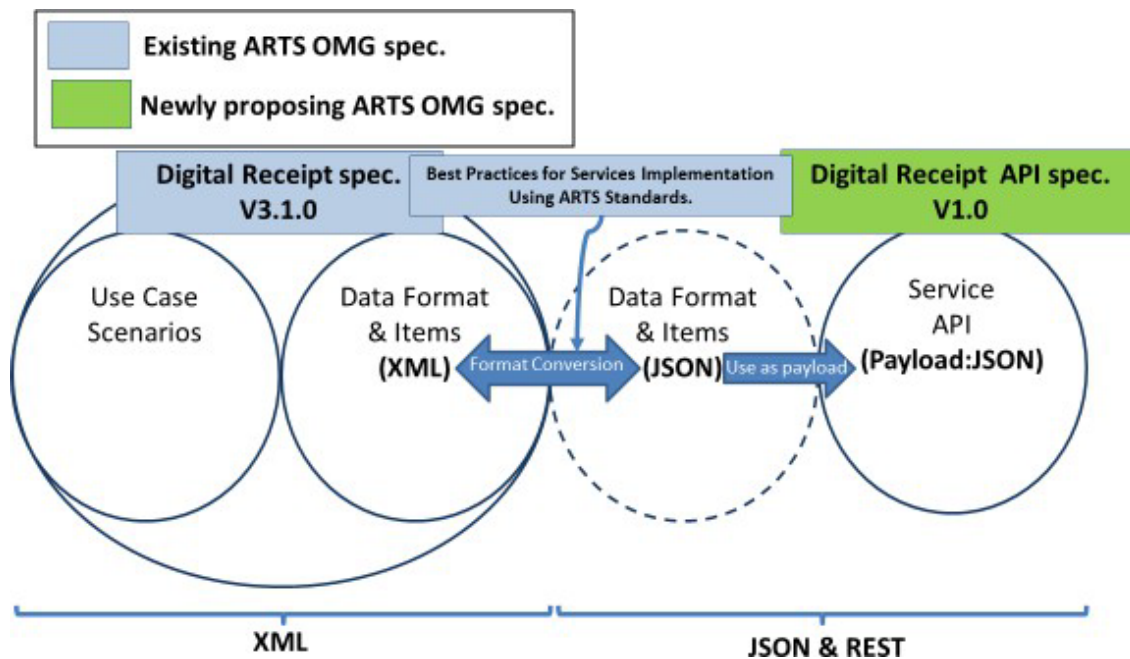 Existing ARTS OMG spec.
Newly proposing ARTS OMG spec.
Digital Receipt spec.
V3.1.0
Best Practices for Services Implementation
Using ARTS Standards.
Digital Receipt API spec.
V1.0
Use Case
Scenarios
Data Format
& Items
(XML)
Format Conversion
Data Format
& Items
(JSON)
Use as payload
Service
API
(Payload:JSON)
XML
JSON & REST